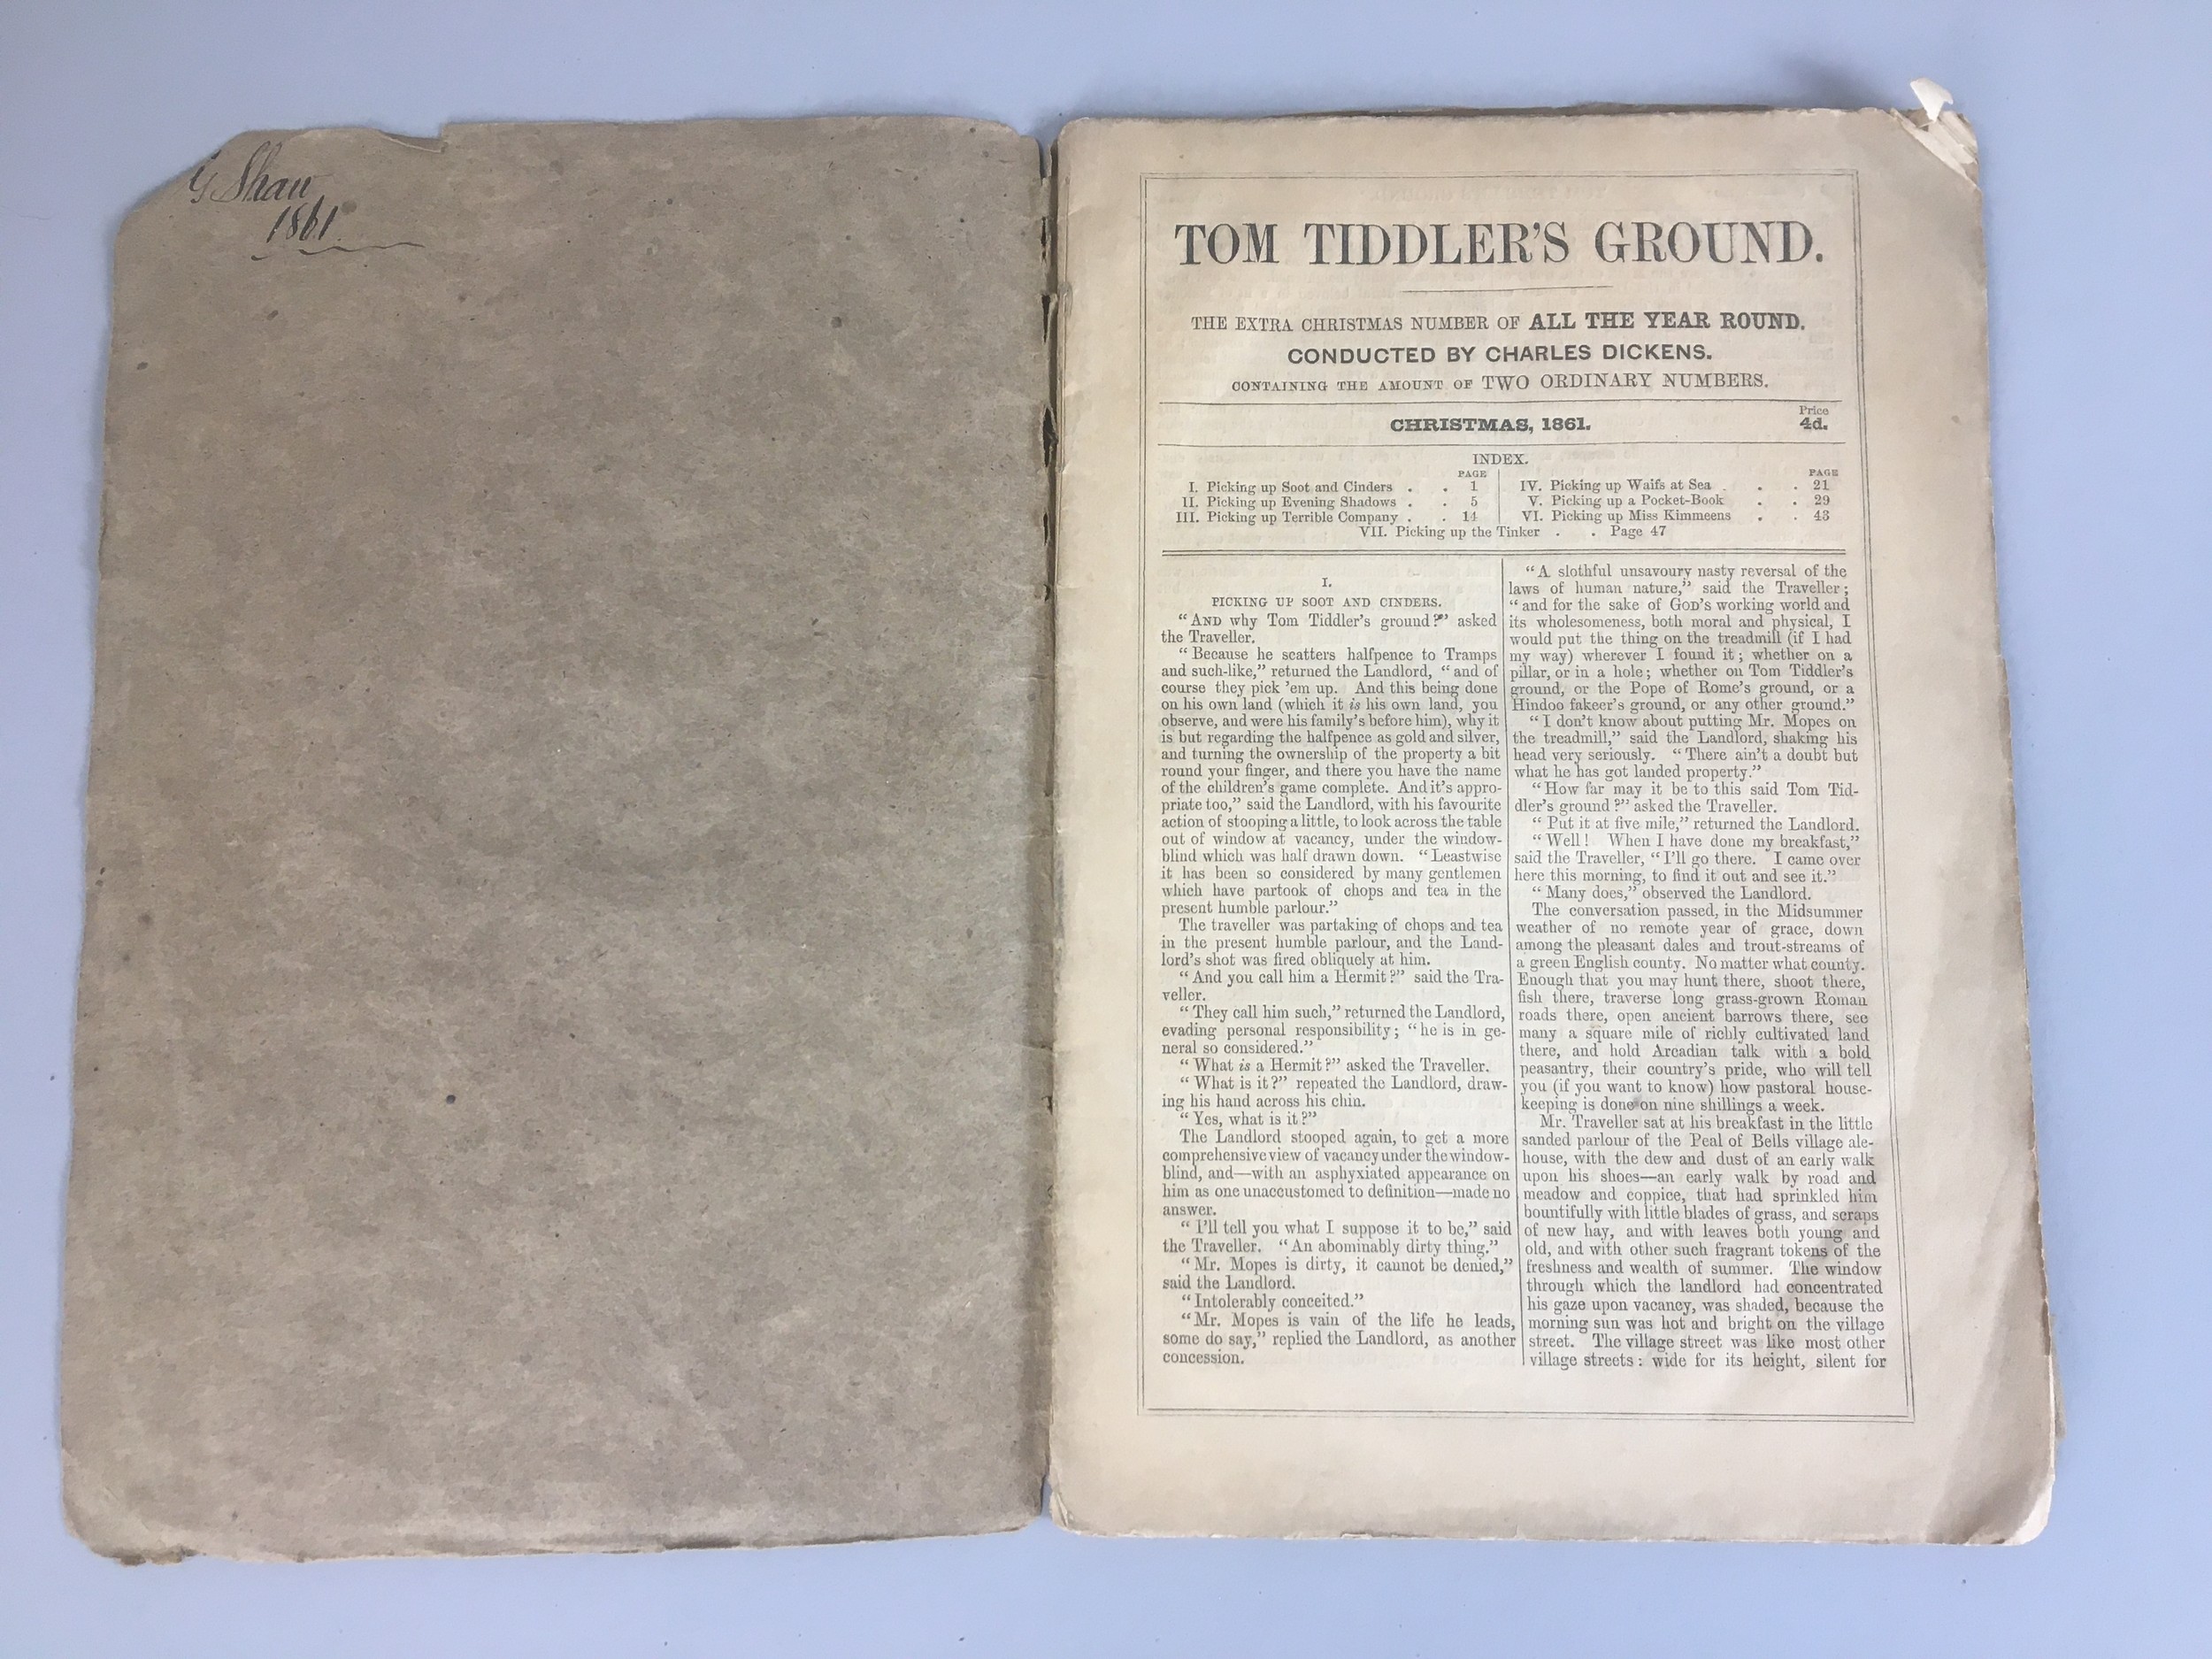 G Shaw
1861
TOM TIDDLER'S GROUND.
THE EXTRA CHRISTMAS NUMBER OF ALL THE YEAR ROUND.
CONDUCTED BY CHARLES DICKENS.
CONTAINING THE AMOUNT OF TWO ORDINARY NUMBERS.
CHRISTMAS, 1861.
Price
4d.
INDEX.
PAGE
I. Picking up Soot and Cinders . . 1
II. Picking up Evening Shadows . . 5
III. Picking up Terrible Company . . 14
PAGE
IV. Picking up Waifs at Sea . . . 21
V. Picking up a Pocket-Book . . 29
VI. Picking up Miss Kimmeens . . 43
VII. Picking up the Tinker . . Page 47
I.
PICKING UP SOOT AND CINDERS.
"AND why Tom Tiddler's ground?" asked
the Traveller.
"Because he scatters halfpence to Tramps
and such-like," returned the Landlord, "and of
course they pick 'em up. And this being done
on his own land (which it is his own land, you
observe, and were his family's before him), why it
is but regarding the halfpence as gold and silver,
and turning the ownership of the property a bit
round your finger, and there you have the name
of the children's game complete. And it's appro-
priate too," said the Landlord, with his favourite
action of stooping a little, to look across the table
out of window at vacancy, under the window-
blind which was half drawn down. "Leastwise
it has been so considered by many gentlemen
which have partook of chops and tea in the
present humble parlour."
The traveller was partaking of chops and tea
in the present humble parlour, and the Land-
lord's shot was fired obliquely at him.
"And you call him a Hermit?" said the Tra-
veller.
"They call him such," returned the Landlord,
evading personal responsibility; "he is in ge-
neral so considered."
"What is a Hermit?" asked the Traveller.
"What is it?" repeated the Landlord, draw-
ing his hand across his chin.
"Yes, what is it?"
The Landlord stooped again, to get a more
comprehensive view of vacancy under the window-
blind, and—with an asphyxiated appearance on
him as one unaccustomed to definition—made no
answer.
"I'll tell you what I suppose it to be," said
the Traveller. "An abominably dirty thing."
"Mr. Mopes is dirty, it cannot be denied,"
said the Landlord.
"Intolerably conceited."
"Mr. Mopes is vain of the life he leads,
some do say," replied the Landlord, as another
concession.
"A slothful unsavoury nasty reversal of the
laws of human nature," said the Traveller;
"and for the sake of GOD's working world and
its wholesomeness, both moral and physical, I
would put the thing on the treadmill (if I had
my way) wherever I found it; whether on a
pillar, or in a hole; whether on Tom Tiddler's
ground, or the Pope of Rome's ground, or a
Hindoo fakeer's ground, or any other ground."
"I don't know about putting Mr. Mopes on
the treadmill," said the Landlord, shaking his
head very seriously. "There ain't a doubt but
what he has got landed property."
"How far may it be to this said Tom Tid-
dler's ground?" asked the Traveller.
"Put it at five mile," returned the Landlord.
"Well! When I have done my breakfast,"
said the Traveller, "I'll go there. I came over
here this morning, to find it out and see it."
"Many does," observed the Landlord.
The conversation passed, in the Midsummer
weather of no remote year of grace, down
among the pleasant dales and trout-streams of
a green English county. No matter what county.
Enough that you may hunt there, shoot there,
fish there, traverse long grass-grown Roman
roads there, open ancient barrows there, see
many a square mile of richly cultivated land
there, and hold Arcadian talk with a bold
peasantry, their country's pride, who will tell
you (if you want to know) how pastoral house-
keeping is done on nine shillings a week.
Mr. Traveller sat at his breakfast in the little
sanded parlour of the Peal of Bells village ale-
house, with the dew and dust of an early walk
upon his shoes—an early walk by road and
meadow and coppice, that had sprinkled him
bountifully with little blades of grass, and scraps
of new hay, and with leaves both young and
old, and with other such fragrant tokens of the
freshness and wealth of summer. The window
through which the landlord had concentrated
his gaze upon vacancy, was shaded, because the
morning sun was hot and bright on the village
street. The village street was like most other
village streets: wide for its height, silent for